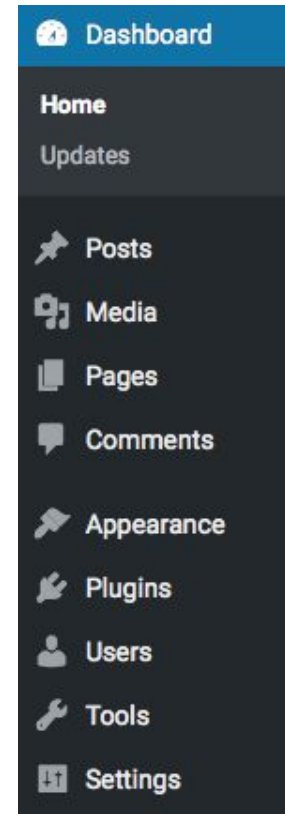 Dashboard
Home
Updates
Posts
Media
Pages
Comments
Appearance
Plugins
Users
Tools
Settings